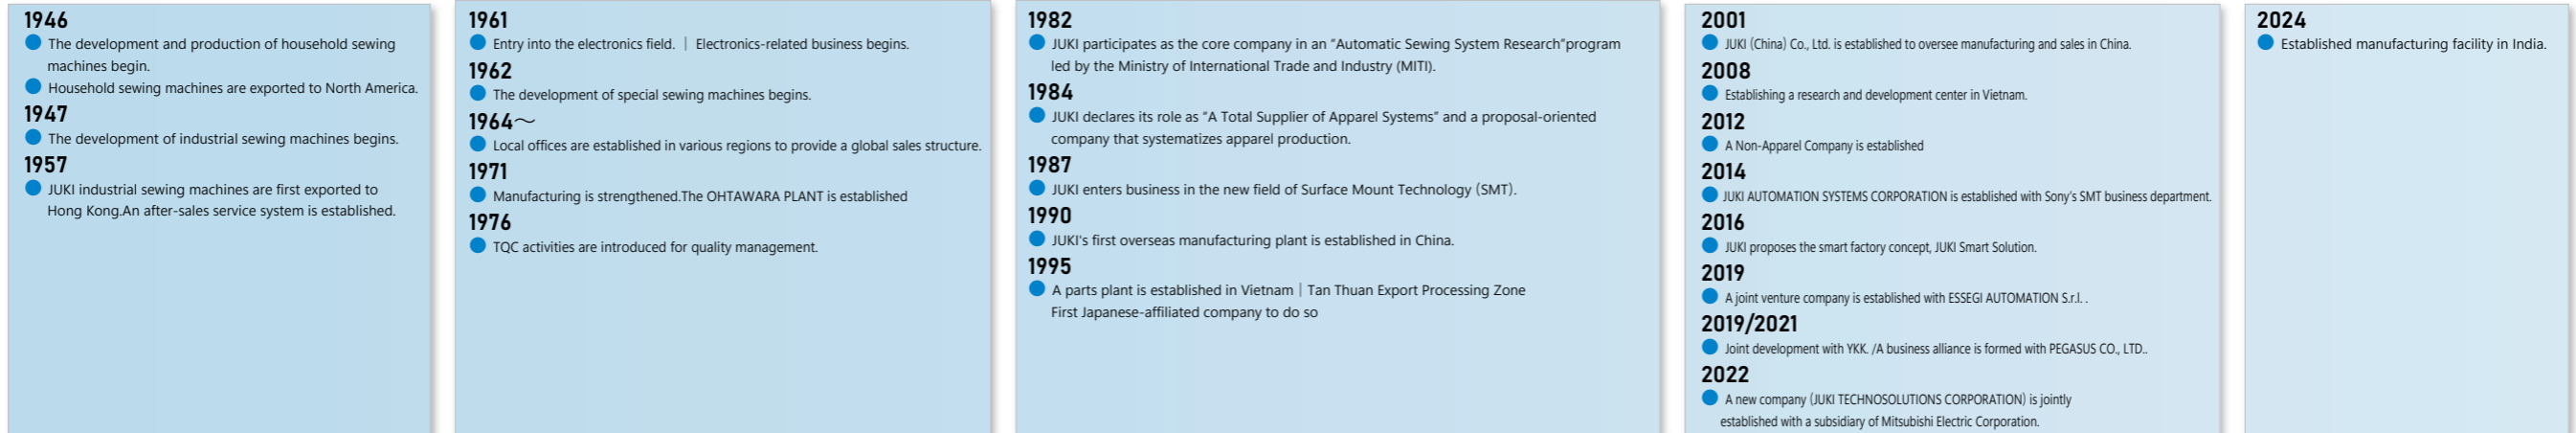 1946
The development and production of household sewing
machines begin.
Household sewing machines are exported to North America.
1947
The development of industrial sewing machines begins.
1957
JUKI industrial sewing machines are first exported to
Hong Kong.An after-sales service system is established.
1961
Entry into the electronics field. | Electronics-related business begins.
1962
The development of special sewing machines begins.
1964〜
Local offices are established in various regions to provide a global sales structure.
1971
Manufacturing is strengthened.The OHTAWARA PLANT is established
1976
TQC activities are introduced for quality management.
1982
JUKI participates as the core company in an “Automatic Sewing System Research”program
led by the Ministry of International Trade and Industry (MITI).
1984
JUKI declares its role as “A Total Supplier of Apparel Systems” and a proposal-oriented
company that systematizes apparel production.
1987
JUKI enters business in the new field of Surface Mount Technology (SMT).
1990
JUKI's first overseas manufacturing plant is established in China.
1995
A parts plant is established in Vietnam | Tan Thuan Export Processing Zone
First Japanese-affiliated company to do so
2001
JUKI (China) Co., Ltd. is established to oversee manufacturing and sales in China.
2008
Establishing a research and development center in Vietnam.
2012
A Non-Apparel Company is established
2014
JUKI AUTOMATION SYSTEMS CORPORATION is established with Sony's SMT business department.
2016
JUKI proposes the smart factory concept, JUKI Smart Solution.
2019
A joint venture company is established with ESSEGI AUTOMATION S.r.l. .
2019/2021
Joint development with YKK. /A business alliance is formed with PEGASUS CO., LTD..
2022
A new company (JUKI TECHNOSOLUTIONS CORPORATION) is jointly
established with a subsidiary of Mitsubishi Electric Corporation.
2024
Established manufacturing facility in India.